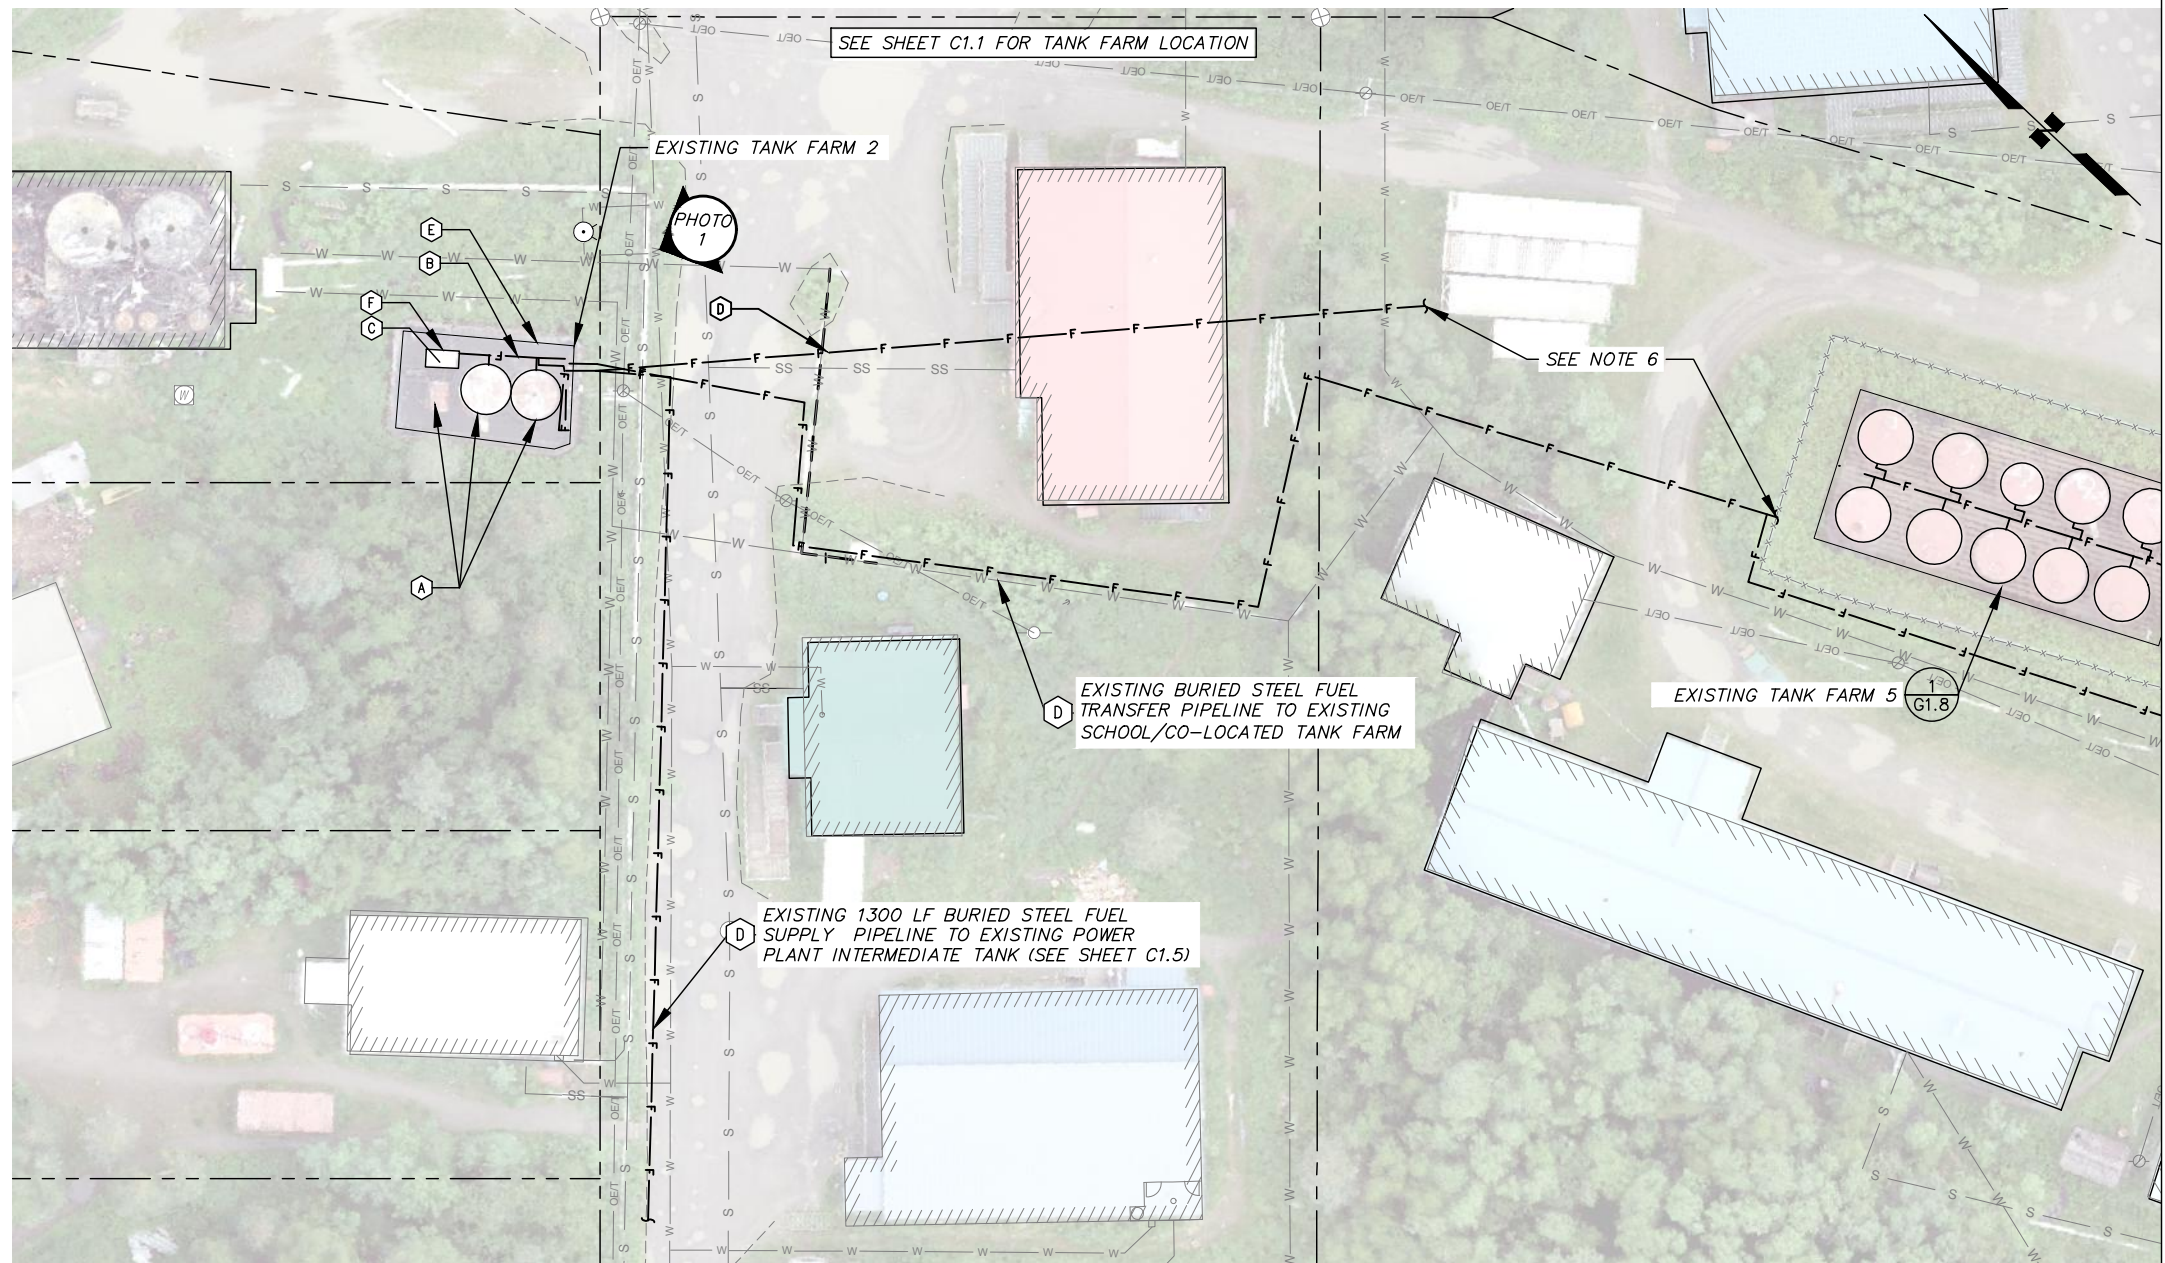 SEE SHEET C1.1 FOR TANK FARM LOCATION
EXISTING TANK FARM 2
PHOTO
1
E
B
F
C
D
SEE NOTE 6
A
EXISTING BURIED STEEL FUEL
D TRANSFER PIPELINE TO EXISTING
SCHOOL/CO-LOCATED TANK FARM
EXISTING TANK FARM 5
1
G1.8
EXISTING 1300 LF BURIED STEEL FUEL
D SUPPLY PIPELINE TO EXISTING POWER
PLANT INTERMEDIATE TANK (SEE SHEET C1.5)
OE/T
S
W
SS
F